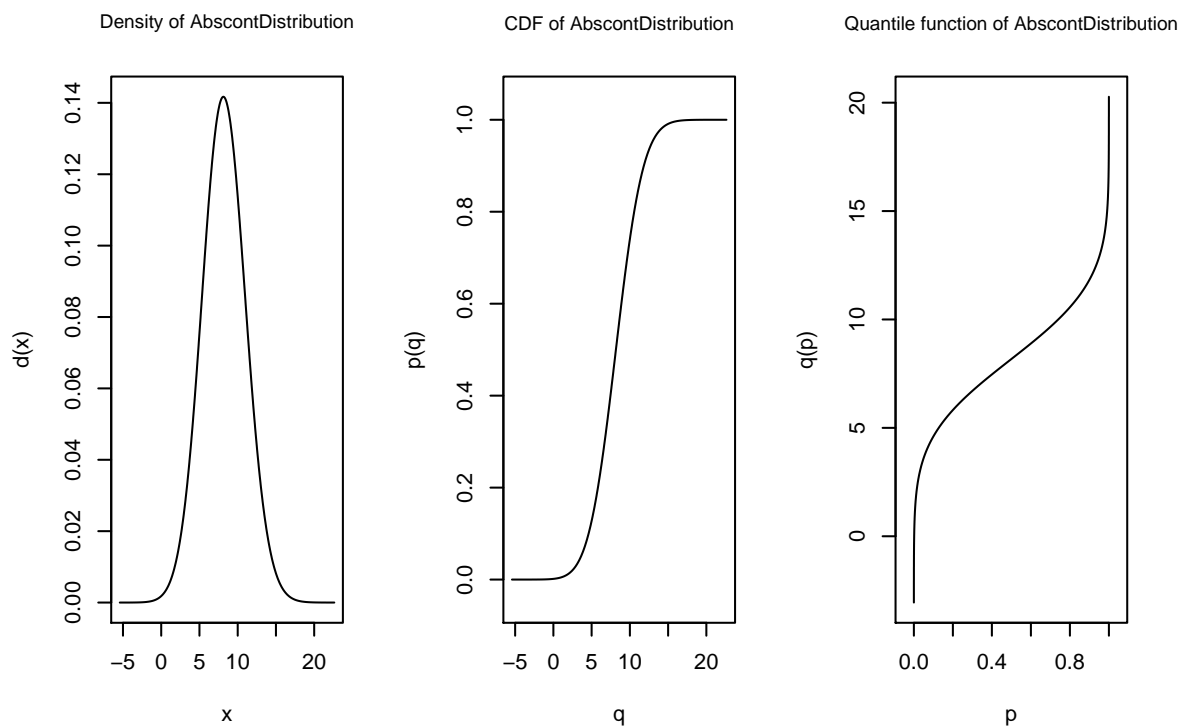 Density of AbscontDistribution
CDF of AbscontDistribution
Quantile function of AbscontDistribution
d(x)
0.14
0.12
0.10
0.08
0.06
0.04
0.02
0.00
−5 0 5 10 20
x
p(q)
1.0
0.8
0.6
0.4
0.2
0.0
−5 0 5 10 20
q
q(p)
20
15
10
5
0
0.0 0.4 0.8
p